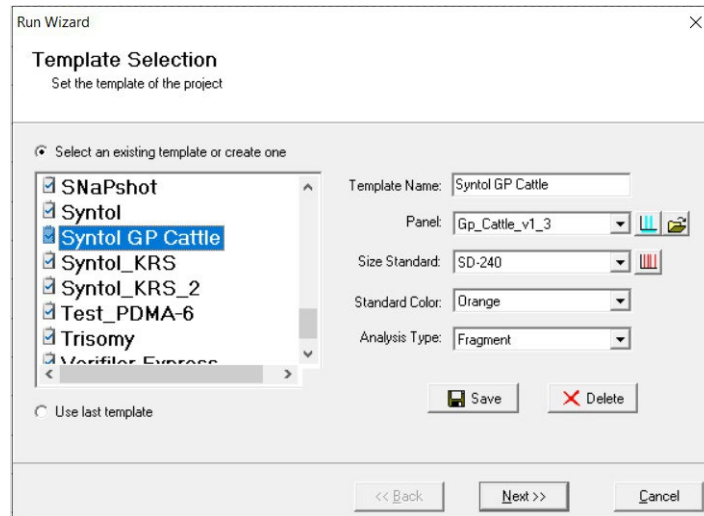 Run Wizard
Template Selection
Set the template of the project
Select an existing template or create one
SNaPshot
Syntol
Syntol GP Cattle
Syntol_KRS
Syntol_KRS_2
Test_PDMA-6
Trisomy
Verifiler Express
Use last template
Template Name: Syntol GP Cattle
Panel: Gp_Cattle_v1_3
Size Standard: SD-240
Standard Color: Orange
Analysis Type: Fragment
Save Delete
<< Back Next >> Cancel